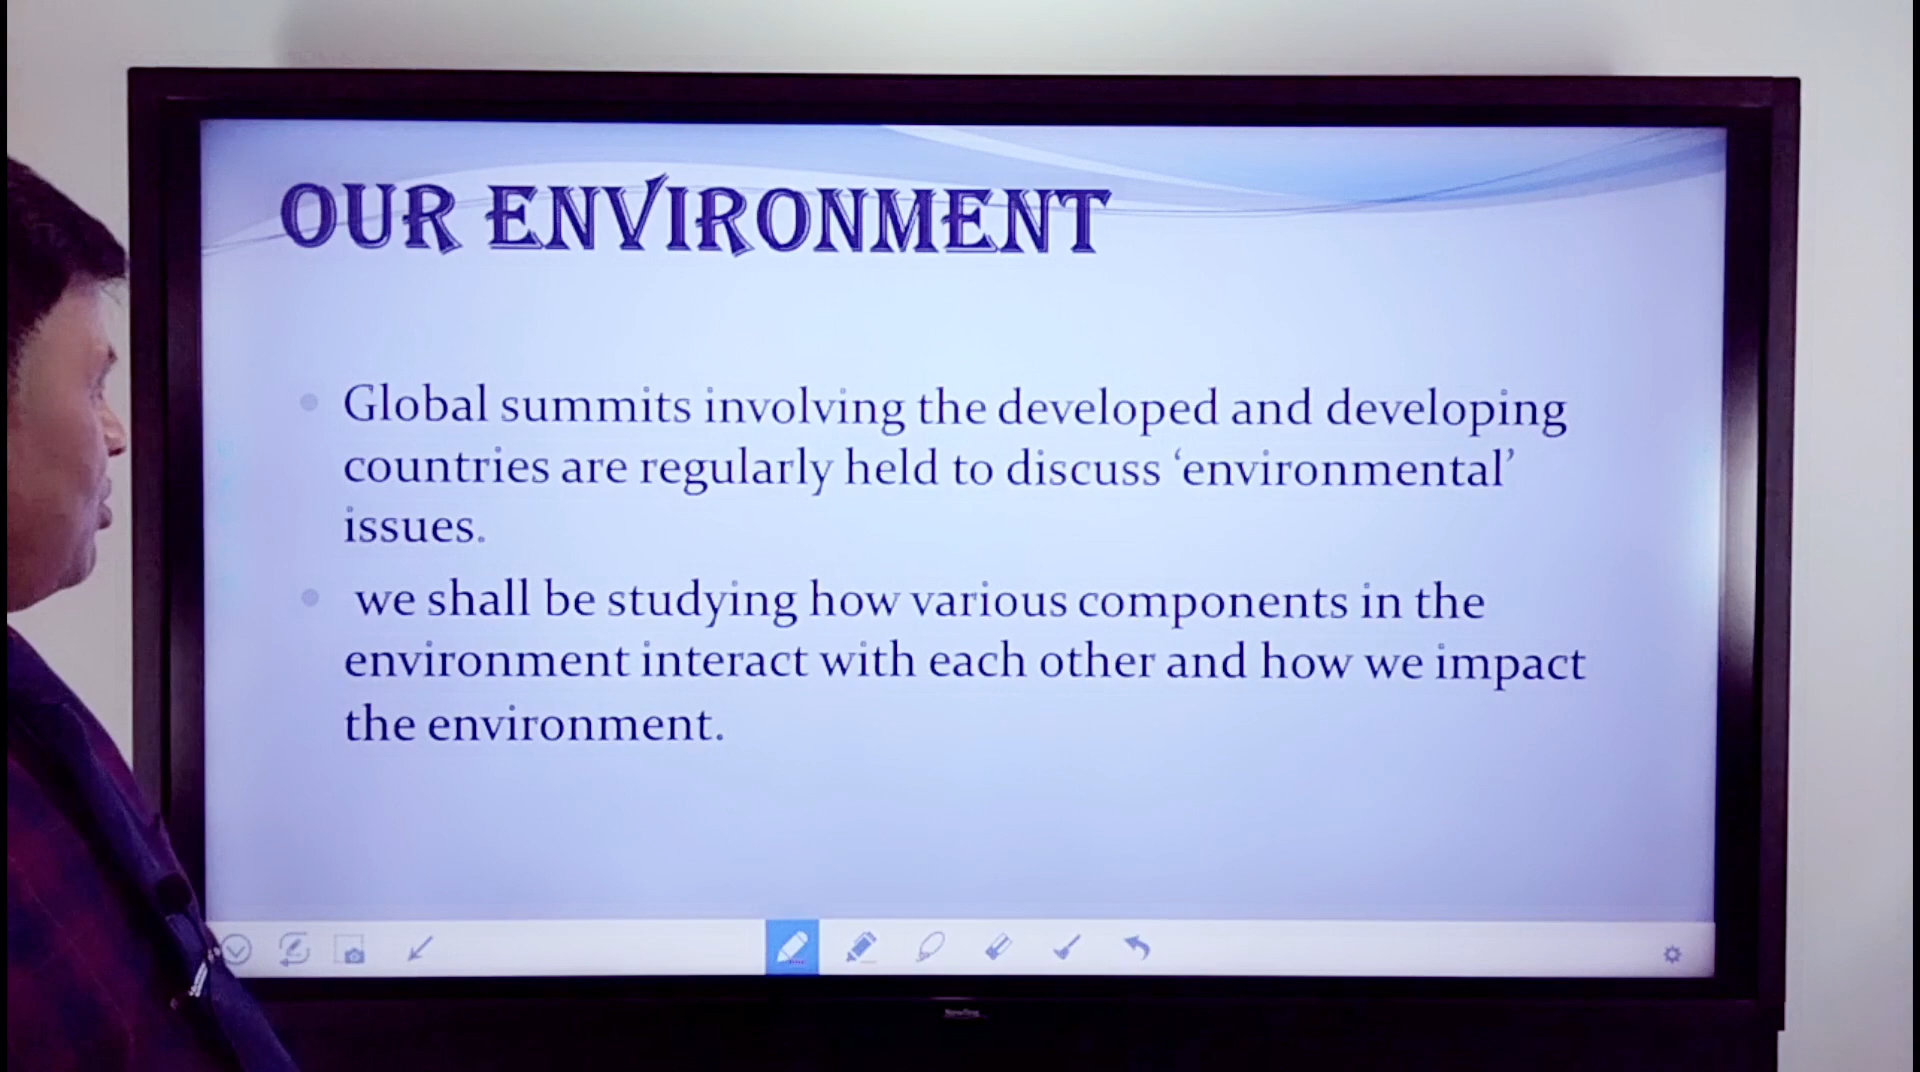 OUR ENVIRONMENT
Global summits involving the developed and developing
countries are regularly held to discuss ‘environmental’
issues.
we shall be studying how various components in the
environment interact with each other and how we impact
the environment.